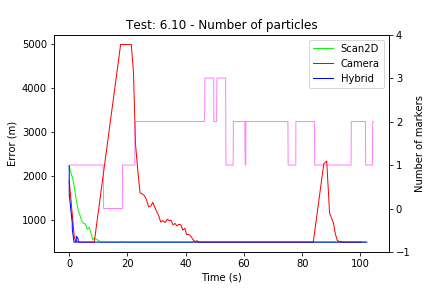 Test: 6.10 - Number of particles
Error (m)
5000
4000
3000
2000
1000
Scan2D
Camera
Hybrid
4
3
2
1
0
−1
Number of markers
0
20
40
60
80
100
Time (s)